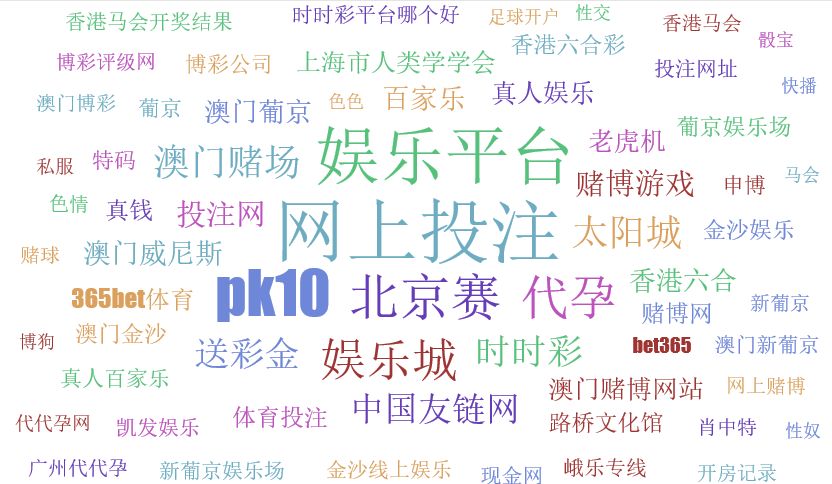 香港马会开奖结果
时时彩平台哪个好
足球开户
性交
香港马会
骰宝
香港六合彩
博彩评级网
博彩公司
上海市人类学学会
投注网址
快播
澳门博彩
葡京
澳门葡京
色色
百家乐
真人娱乐
葡京娱乐场
老虎机
娱乐平台
私服
特码
澳门赌场
赌博游戏
申博
马会
色情
真钱
投注网
网上投注
太阳城
金沙娱乐
赌球
澳门威尼斯
365bet体育
pk10
北京赛
代孕
香港六合
赌博网
新葡京
博狗
澳门金沙
送彩金
娱乐城
时时彩
bet365
澳门新葡京
真人百家乐
澳门赌博网站
网上赌博
代代孕网
凯发娱乐
体育投注
中国友链网
路桥文化馆
肖中特
性奴
广州代代孕
新葡京娱乐场
金沙线上娱乐
现金网
峨乐专线
开房记录